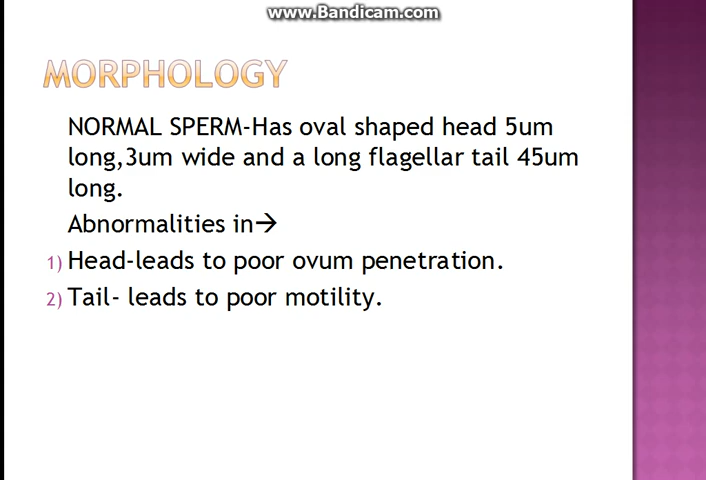 www.Bandicam.com
MORPHOLOGY
NORMAL SPERM-Has oval shaped head 5um
long,3um wide and a long flagellar tail 45um
long.
Abnormalities in→
1) Head-leads to poor ovum penetration.
2) Tail- leads to poor motility.